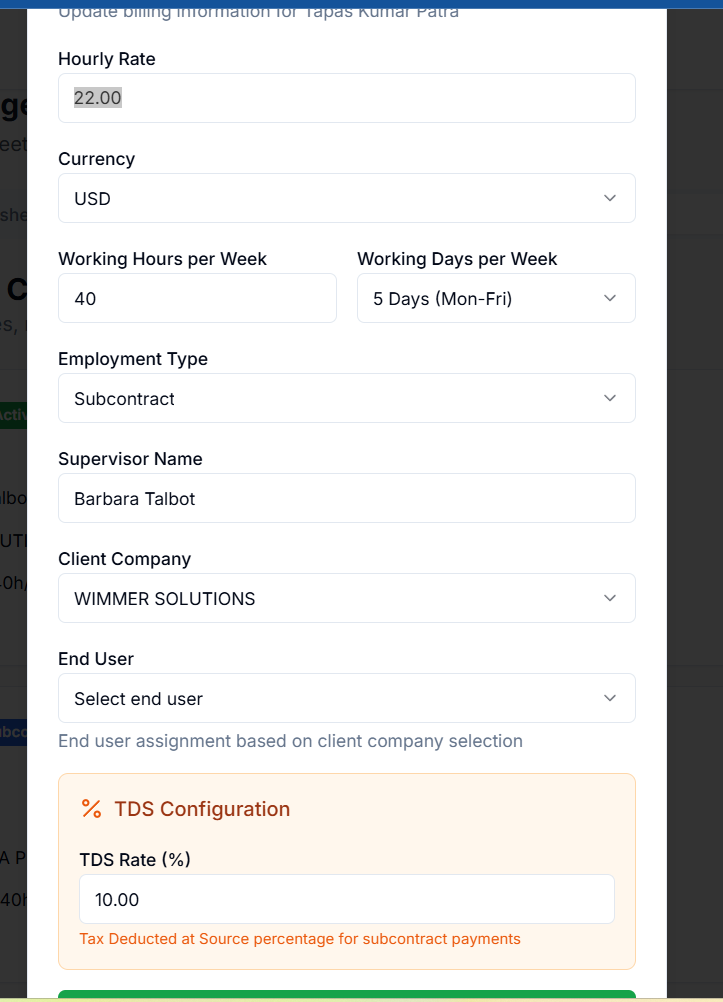 Update billing information for Tapas Kumar Patra
Hourly Rate
22.00
Currency
USD
Working Hours per Week
Working Days per Week
40
5 Days (Mon-Fri)
Employment Type
Subcontract
Supervisor Name
Barbara Talbot
Client Company
WIMMER SOLUTIONS
End User
Select end user
End user assignment based on client company selection
TDS Configuration
TDS Rate (%)
10.00
Tax Deducted at Source percentage for subcontract payments